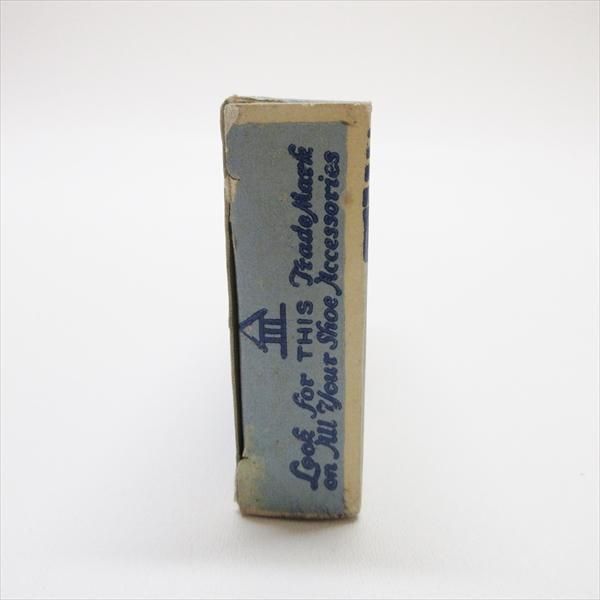 Look for THIS Trade Mark
on All Your Shoe Accessories